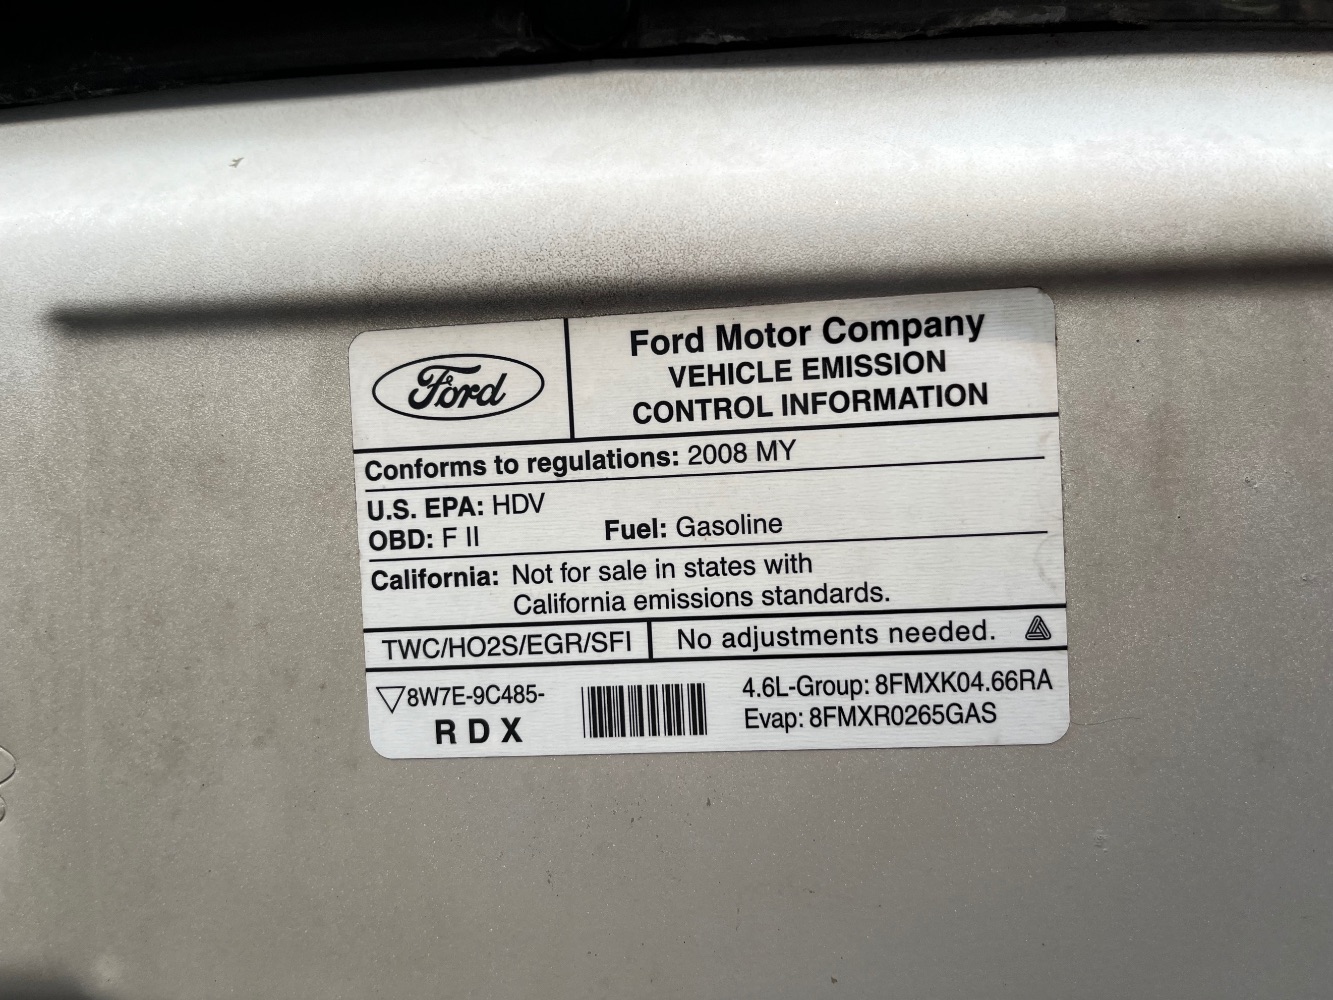 Ford
Ford Motor Company
VEHICLE EMISSION
CONTROL INFORMATION
Conforms to regulations: 2008 MY
U.S. EPA: HDV
OBD: F II Fuel: Gasoline
California: Not for sale in states with
California emissions standards.
TWC/HO2S/EGR/SFI
No adjustments needed.
8W7E-9C485-
RDX
4.6L-Group: 8FMXK04.66RA
Evap: 8FMXR0265GAS